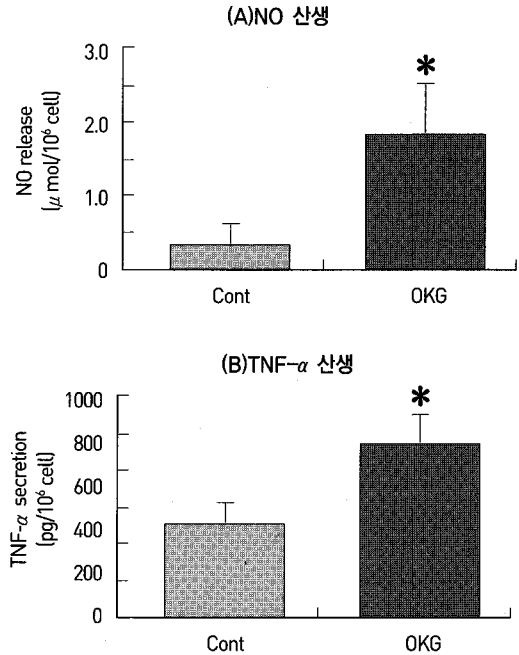 (A)NO 산생
3.0
2.0
1.0
0
NO release
(μ mol/10⁶ cell)
*
Cont
OKG
(B)TNF-α 산생
1000
800
600
400
200
0
TNF-α secretion
(pg/10⁶ cell)
*
Cont
OKG